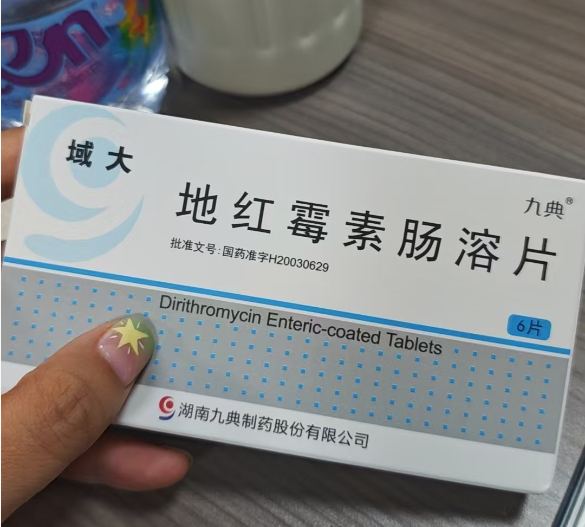 域大
九典®
地红霉素肠溶片
批准文号:国药准字H20030629
6片
Dirithromycin Enteric-coated Tablets
湖南九典制药股份有限公司